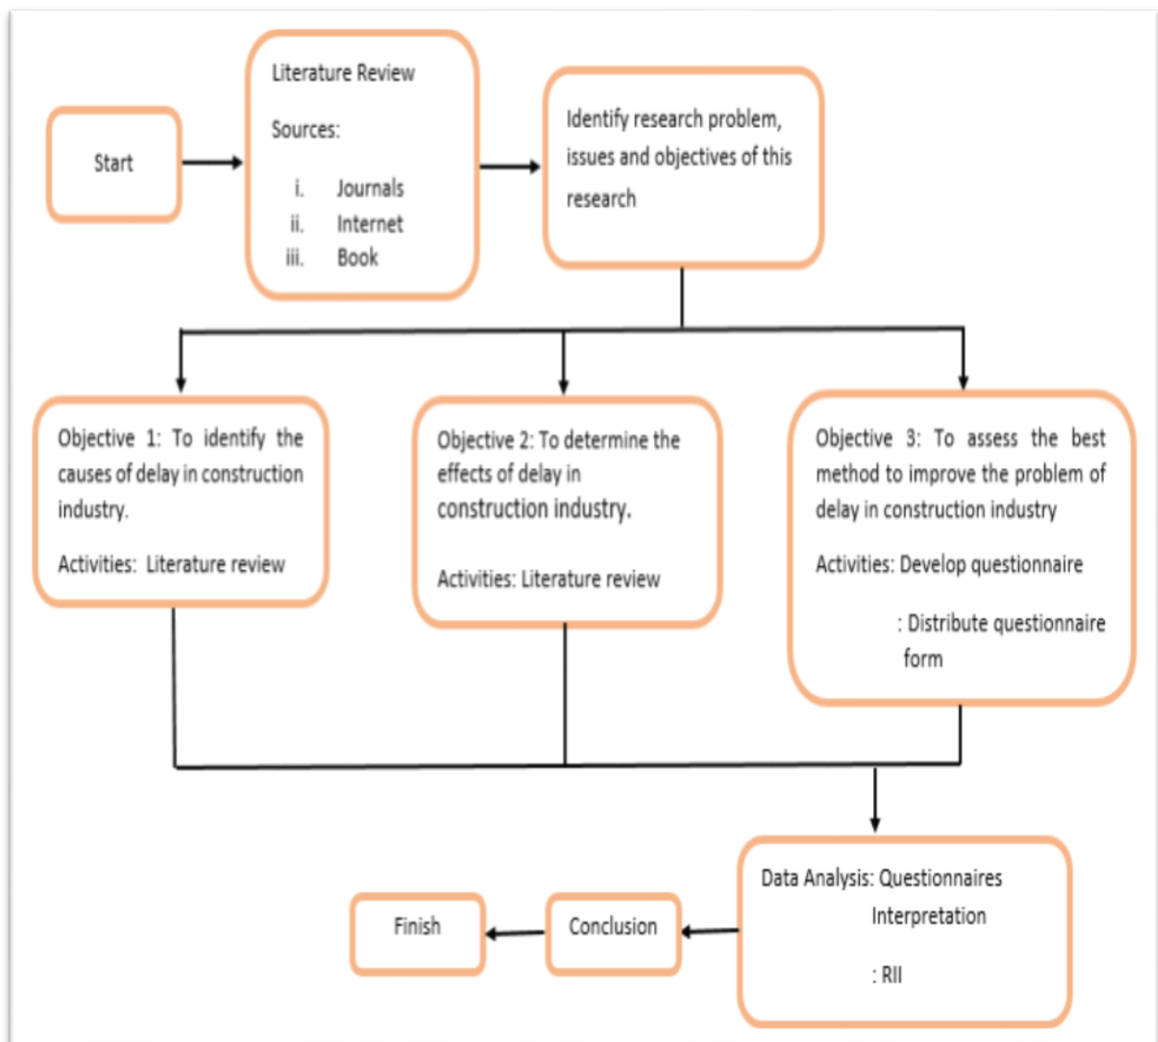 Start
Literature Review
Sources:
i. Journals
ii. Internet
iii. Book
Identify research problem,
issues and objectives of this
research
Objective 1: To identify the
causes of delay in construction
industry.
Activities: Literature review
Objective 2: To determine the
effects of delay in
construction industry.
Activities: Literature review
Objective 3: To assess the best
method to improve the problem of
delay in construction industry
Activities: Develop questionnaire
: Distribute questionnaire
form
Data Analysis: Questionnaires
Interpretation
: RII
Conclusion
Finish